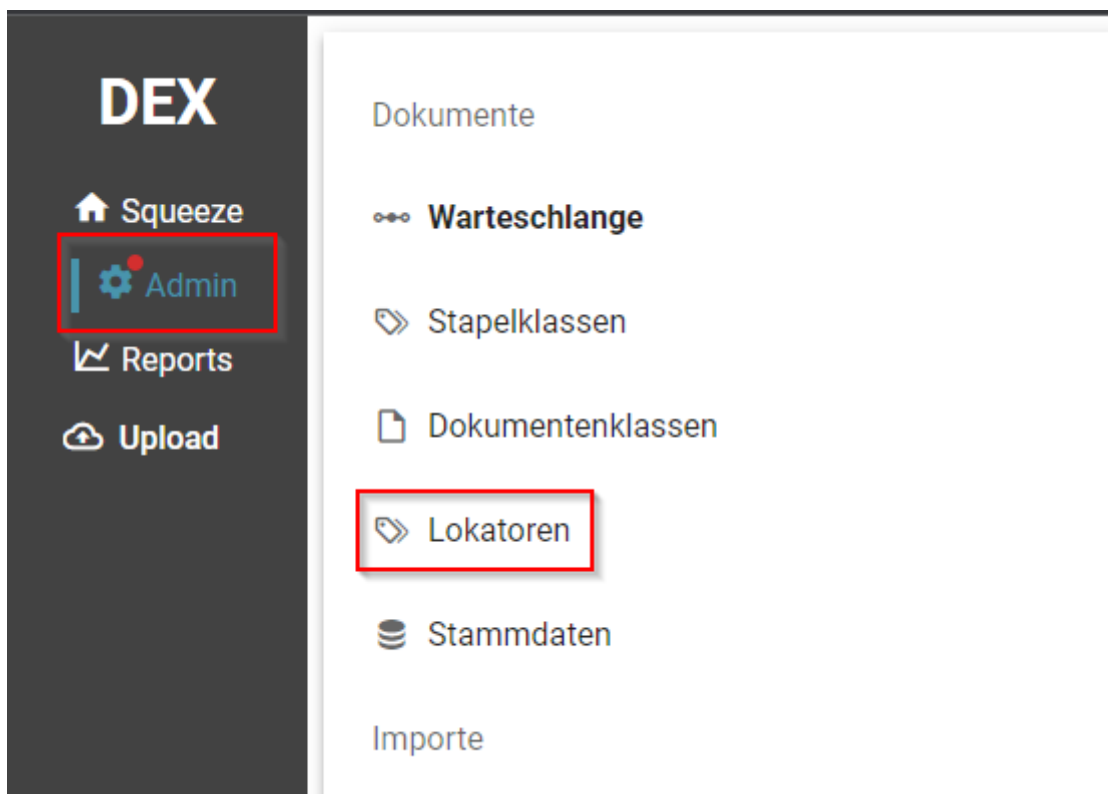 DEX
Squeeze
Admin
Reports
Upload
Dokumente
Warteschlange
Stapelklassen
Dokumentenklassen
Lokatoren
Stammdaten
Importe